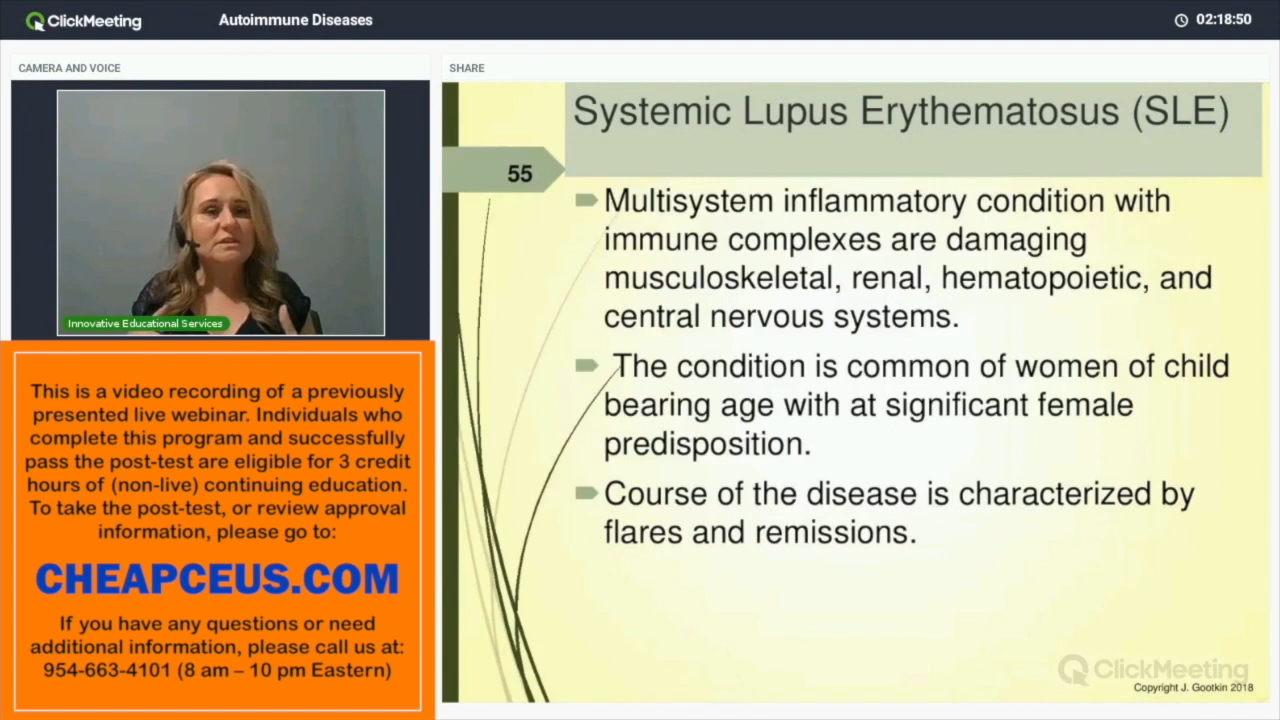 ClickMeeting
Autoimmune Diseases
02:18:50
CAMERA AND VOICE
SHARE
Innovative Educational Services
This is a video recording of a previously
presented live webinar. Individuals who
complete this program and successfully
pass the post-test are eligible for 3 credit
hours of (non-live) continuing education.
To take the post-test, or review approval
information, please go to:
CHEAPCEUS.COM
If you have any questions or need
additional information, please call us at:
954-663-4101 (8 am – 10 pm Eastern)
Systemic Lupus Erythematosus (SLE)
55
Multisystem inflammatory condition with
immune complexes are damaging
musculoskeletal, renal, hematopoietic, and
central nervous systems.
The condition is common of women of child
bearing age with at significant female
predisposition.
Course of the disease is characterized by
flares and remissions.
ClickMeeting
Copyright J. Gootkin 2018